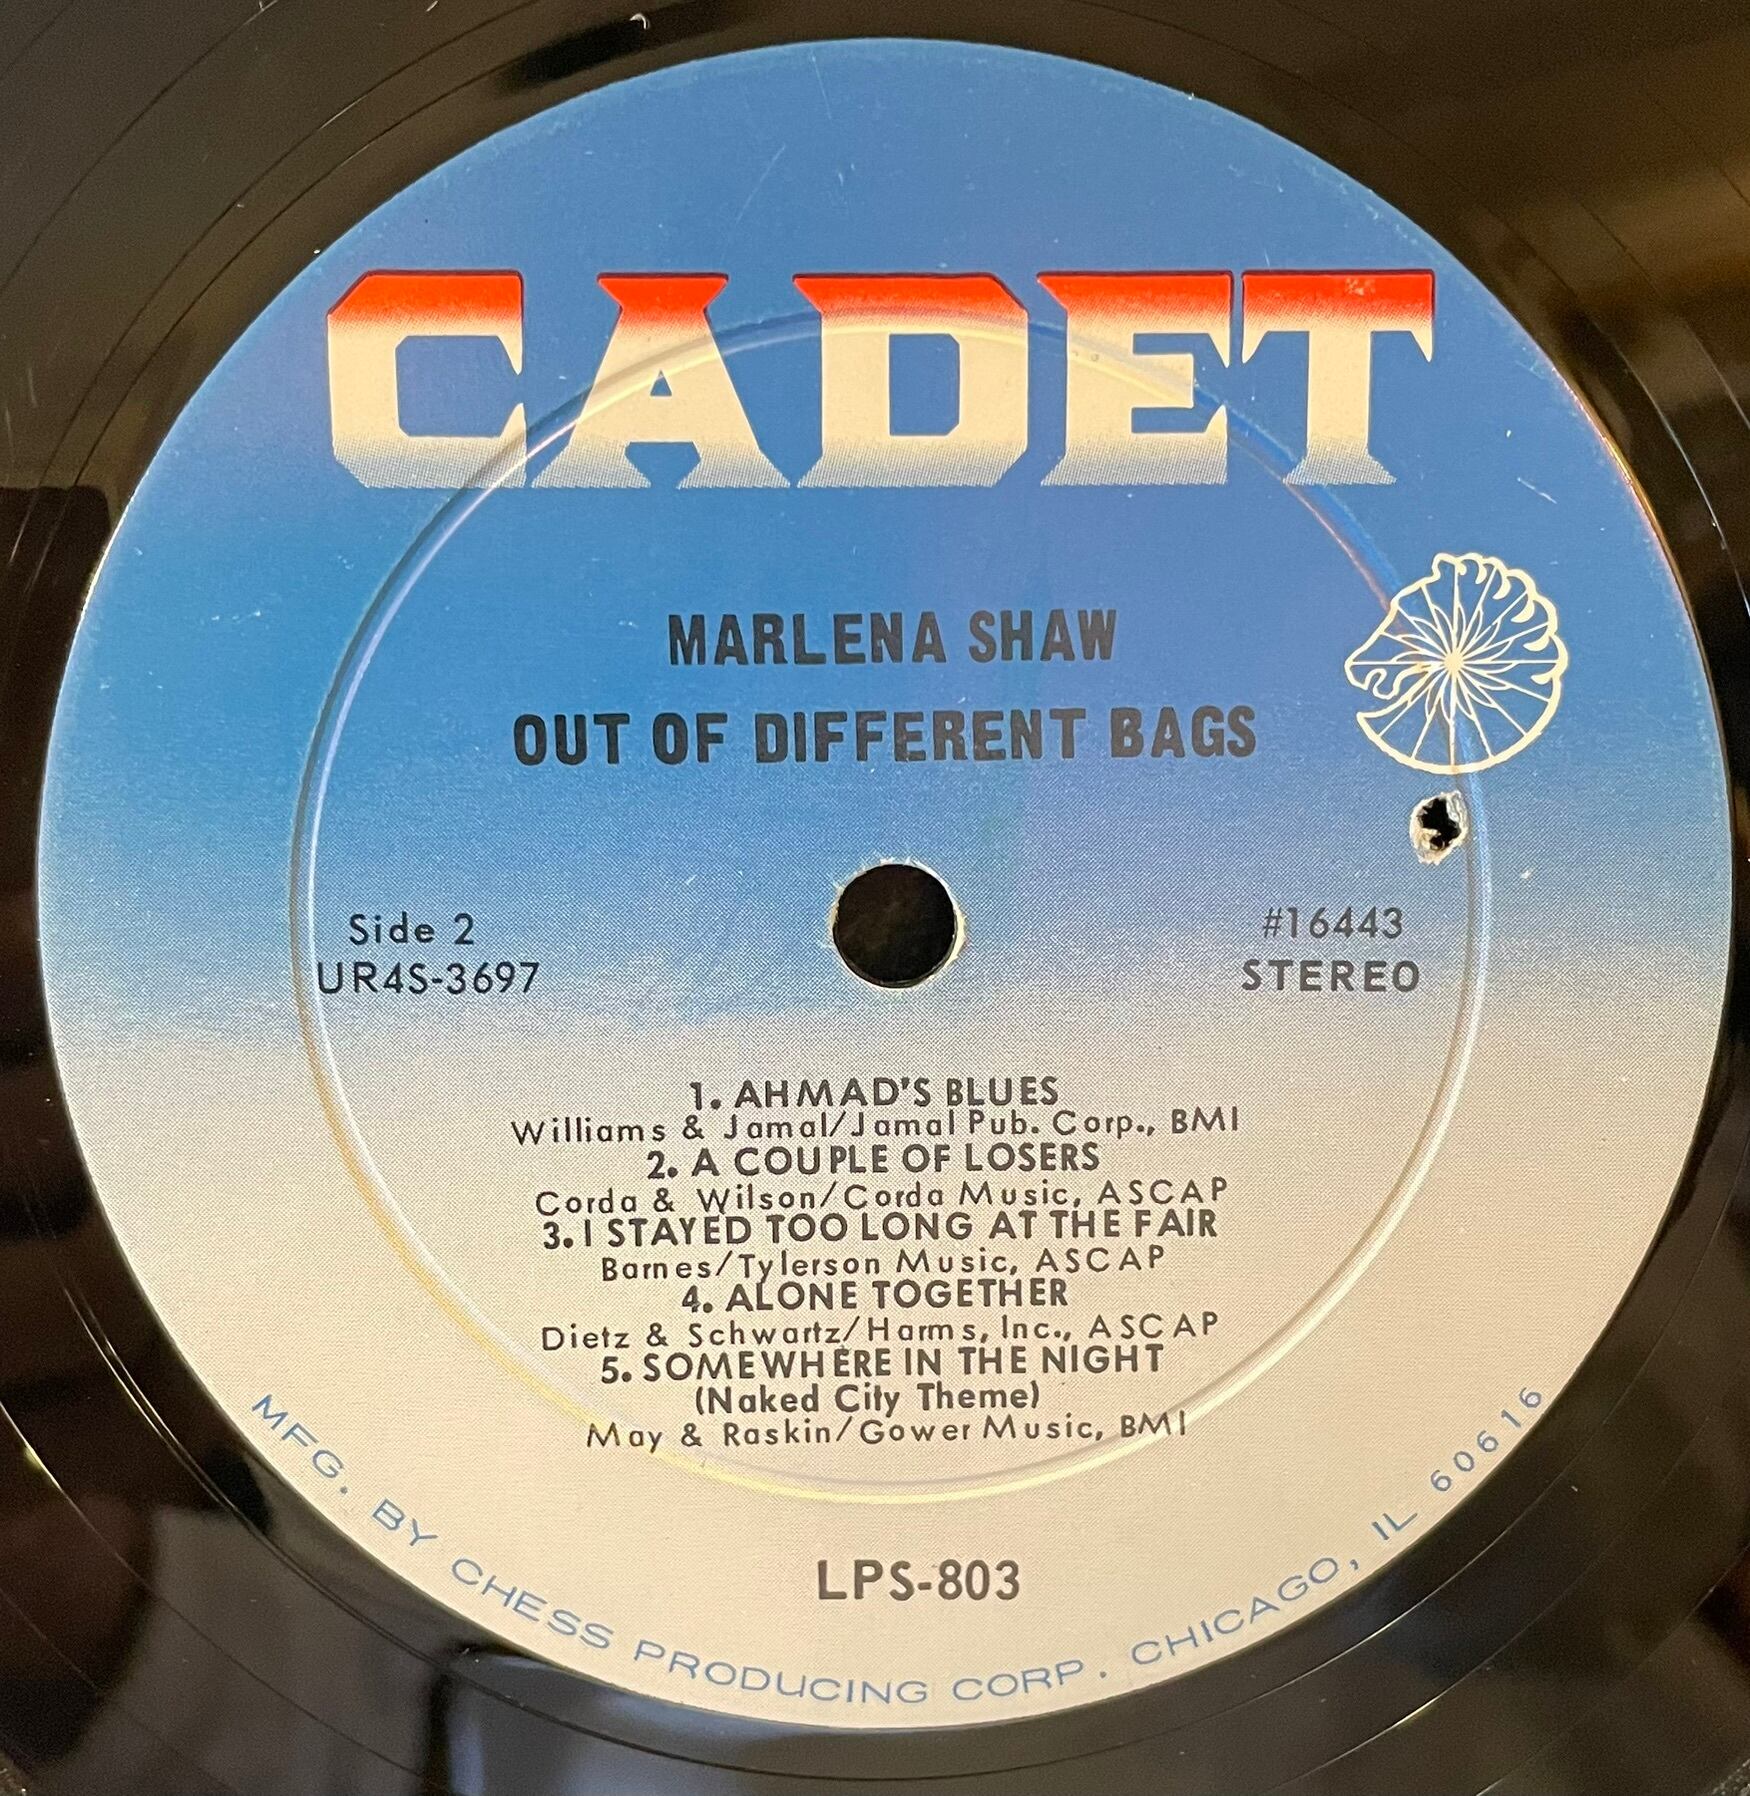 CADET
MARLENA SHAW
OUT OF DIFFERENT BAGS
Side 2
UR4S-3697
#16443
STEREO
1. AHMAD'S BLUES
Williams & Jamal/Jamal Pub. Corp., BMI
2. A COUPLE OF LOSERS
Corda & Wilson/Corda Music, ASCAP
3. I STAYED TOO LONG AT THE FAIR
Barnes/Tylerson Music, ASCAP
4. ALONE TOGETHER
Dietz & Schwartz/Harms, Inc., ASCAP
5. SOMEWHERE IN THE NIGHT
(Naked City Theme)
May & Raskin/Gower Music, BMI
LPS-803
MFG. BY CHESS PRODUCING CORP. CHICAGO, IL 60616